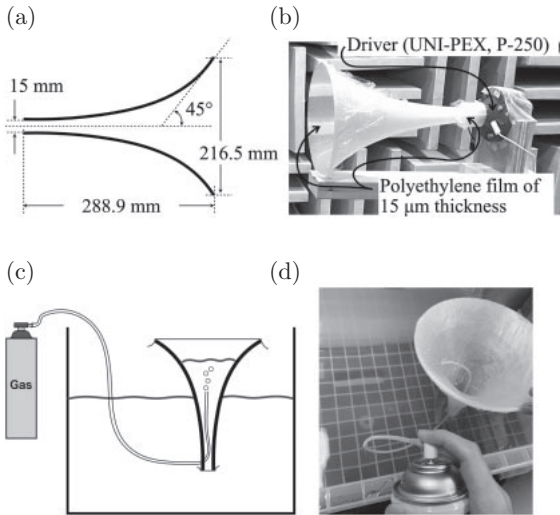 (a)
15 mm
45°
216.5 mm
288.9 mm
(b)
Driver (UNI-PEX, P-250)
Polyethylene film of
15 μm thickness
(c)
Gas
(d)